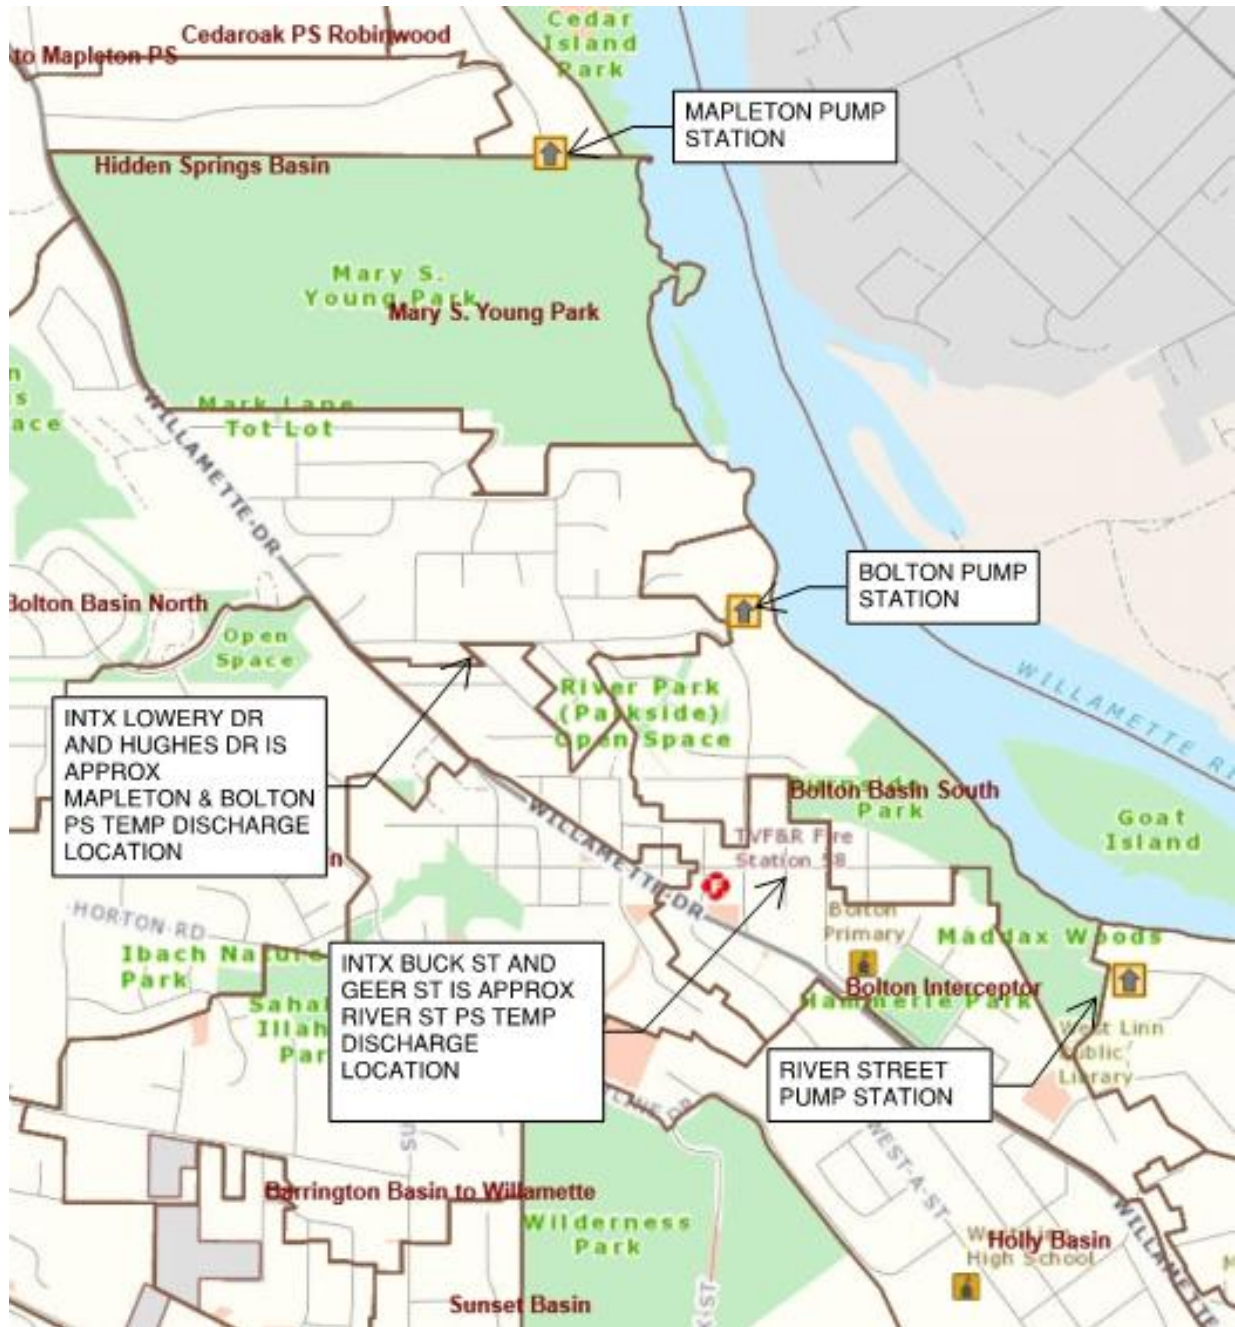 Cedar
Island
Park
Cedaroak PS Robinwood
to Mapleton PS
MAPLETON PUMP
STATION
Hidden Springs Basin
Mary S.
Young Park
Mary S. Young Park
Mark Lane
Tot Lot
WILLAMETTE DR
BOLTON PUMP
STATION
Bolton Basin North
Open
Space
WILLAMETTE RI
River Park
(Parkside)
Open Space
INTX LOWERY DR
AND HUGHES DR IS
APPROX
MAPLETON & BOLTON
PS TEMP DISCHARGE
LOCATION
Bolton Basin South
Park
Goat
Island
WILLAMETTE DR
TVF&R Fire
Station 58
HORTON RD
Bolton
Primary
Maddax Woods
Ibach Nature
Park
INTX BUCK ST AND
GEER ST IS APPROX
RIVER ST PS TEMP
DISCHARGE
LOCATION
Bolton Interceptor
Hammerle Park
West Linn
Public
Library
RIVER STREET
PUMP STATION
WEST A ST
Barrington Basin to Willamette
Wilderness
Park
High School
Holly Basin
WILLAMETTE
Sunset Basin